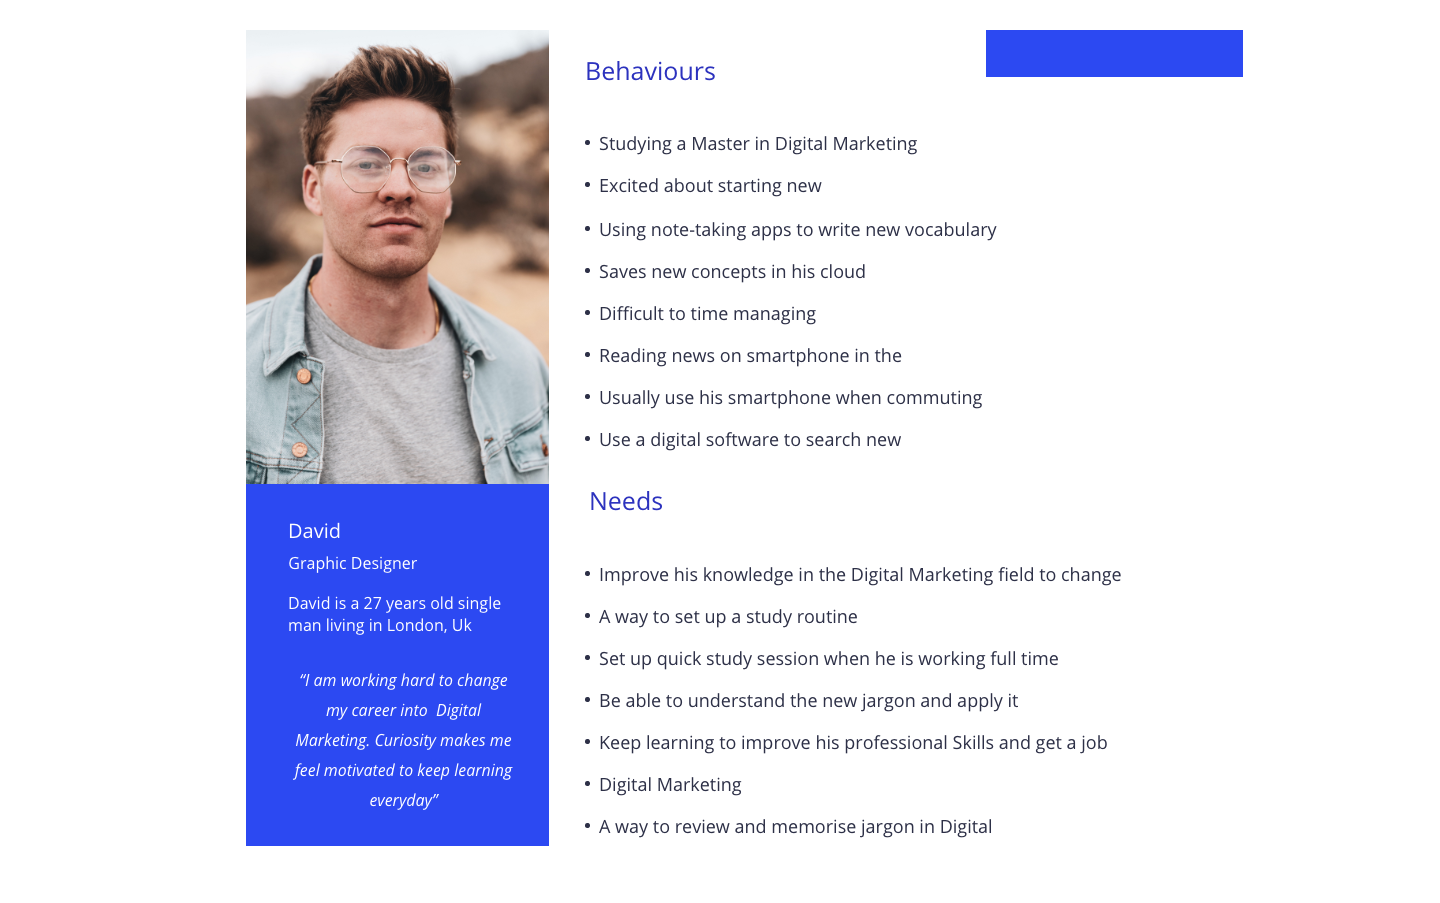 David
Graphic Designer
David is a 27 years old single
man living in London, Uk
“I am working hard to change
my career into  Digital
Marketing. Curiosity makes me
feel motivated to keep learning
everyday”
Behaviours
• Studying a Master in Digital Marketing
• Excited about starting new
• Using note-taking apps to write new vocabulary
• Saves new concepts in his cloud
• Difficult to time managing
• Reading news on smartphone in the
• Usually use his smartphone when commuting
• Use a digital software to search new
Needs
• Improve his knowledge in the Digital Marketing field to change
• A way to set up a study routine
• Set up quick study session when he is working full time
• Be able to understand the new jargon and apply it
• Keep learning to improve his professional Skills and get a job
• Digital Marketing
• A way to review and memorise jargon in Digital